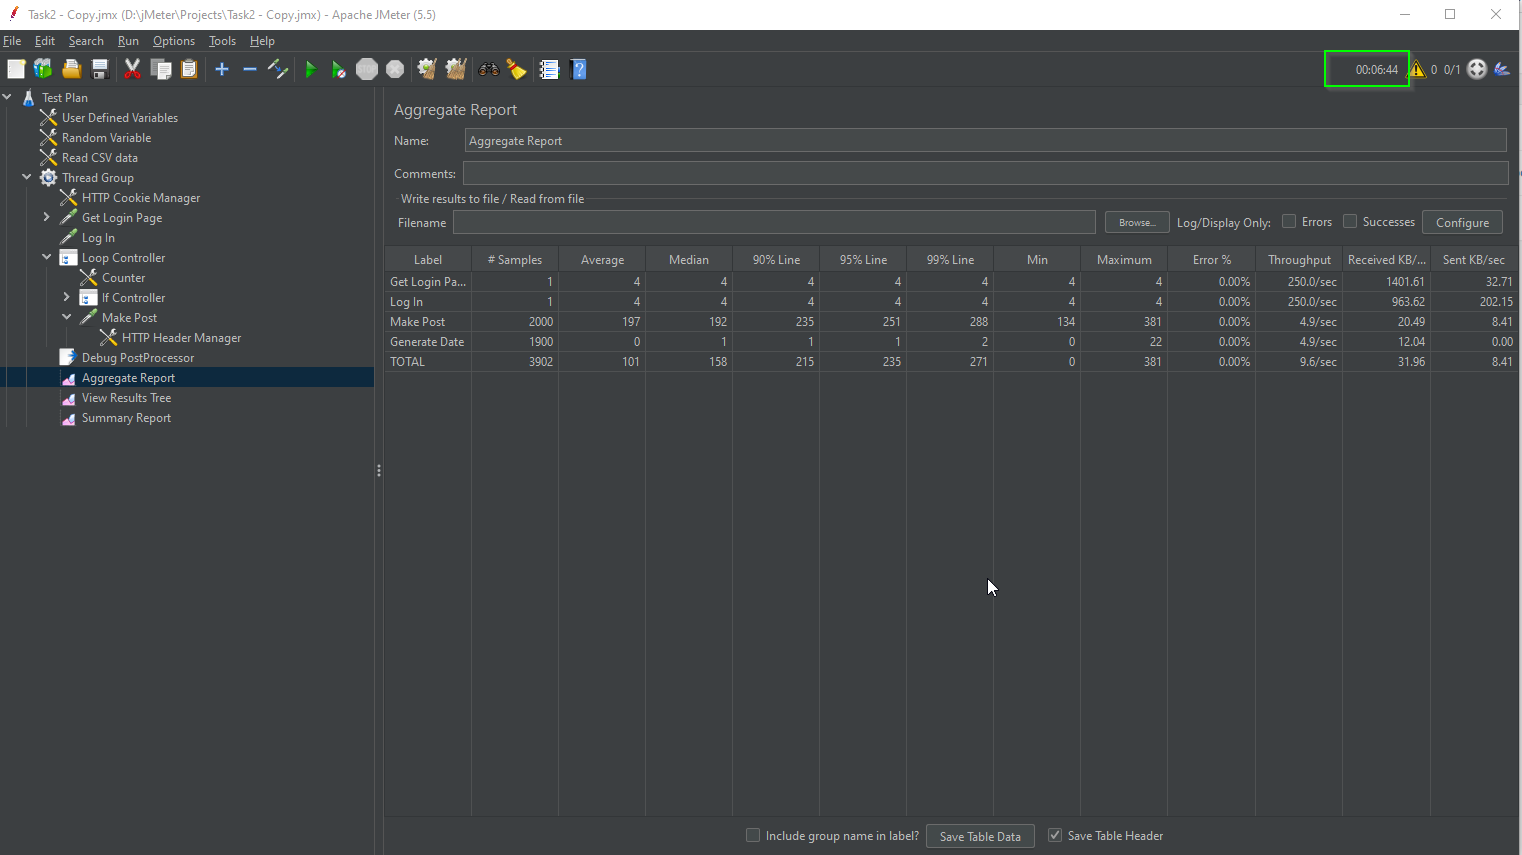 Task2 - Copy.jmx (D:\jMeter\Projects\Task2 - Copy.jmx) - Apache JMeter (5.5)
File Edit Search Run Options Tools Help
00:06:44 0 0/1
Test Plan
User Defined Variables
Random Variable
Read CSV data
Thread Group
HTTP Cookie Manager
Get Login Page
Log In
Loop Controller
Counter
If Controller
Make Post
HTTP Header Manager
Debug PostProcessor
Aggregate Report
View Results Tree
Summary Report
Aggregate Report
Name: Aggregate Report
Comments:
Write results to file / Read from file
Filename Browse... Log/Display Only: Errors Successes Configure
Label # Samples Average Median 90% Line 95% Line 99% Line Min Maximum Error % Throughput Received KB/... Sent KB/sec
Get Login Pa... 1 4 4 4 4 4 4 4 0.00% 250.0/sec 1401.61 32.71
Log In 1 4 4 4 4 4 4 4 0.00% 250.0/sec 963.62 202.15
Make Post 2000 197 192 235 251 288 134 381 0.00% 4.9/sec 20.49 8.41
Generate Date 1900 0 1 1 1 2 0 22 0.00% 4.9/sec 12.04 0.00
TOTAL 3902 101 158 215 235 271 0 381 0.00% 9.6/sec 31.96 8.41
Include group name in label? Save Table Data Save Table Header